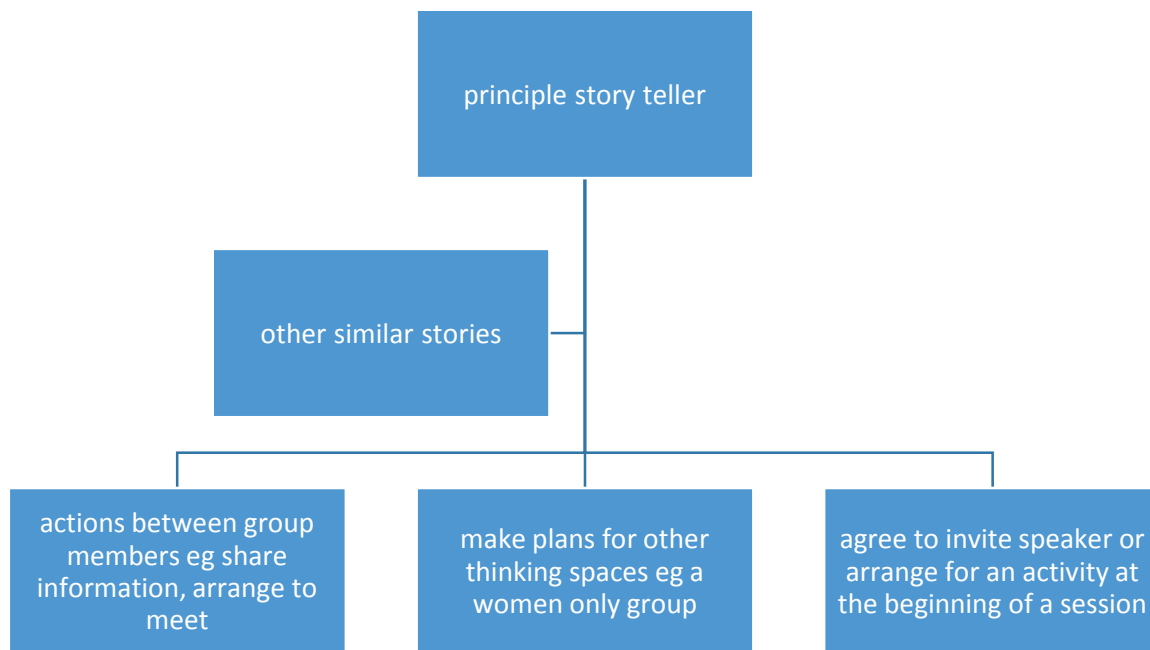 principle story teller
other similar stories
actions between group
members eg share
information, arrange to
meet
make plans for other
thinking spaces eg a
women only group
agree to invite speaker or
arrange for an activity at
the beginning of a session